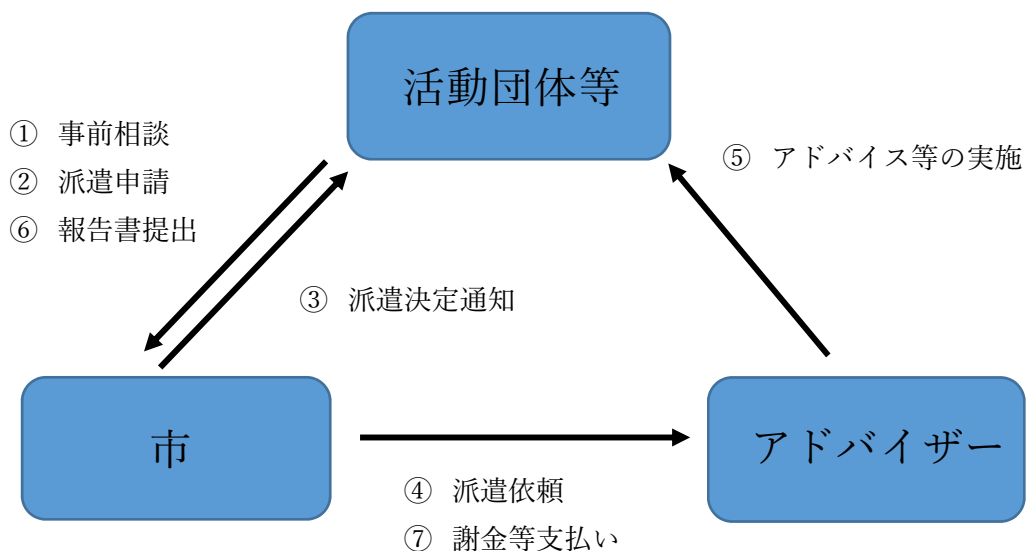 活動団体等
① 事前相談
② 派遣申請
⑥ 報告書提出
⑤ アドバイス等の実施
③ 派遣決定通知
市
アドバイザー
④ 派遣依頼
⑦ 謝金等支払い